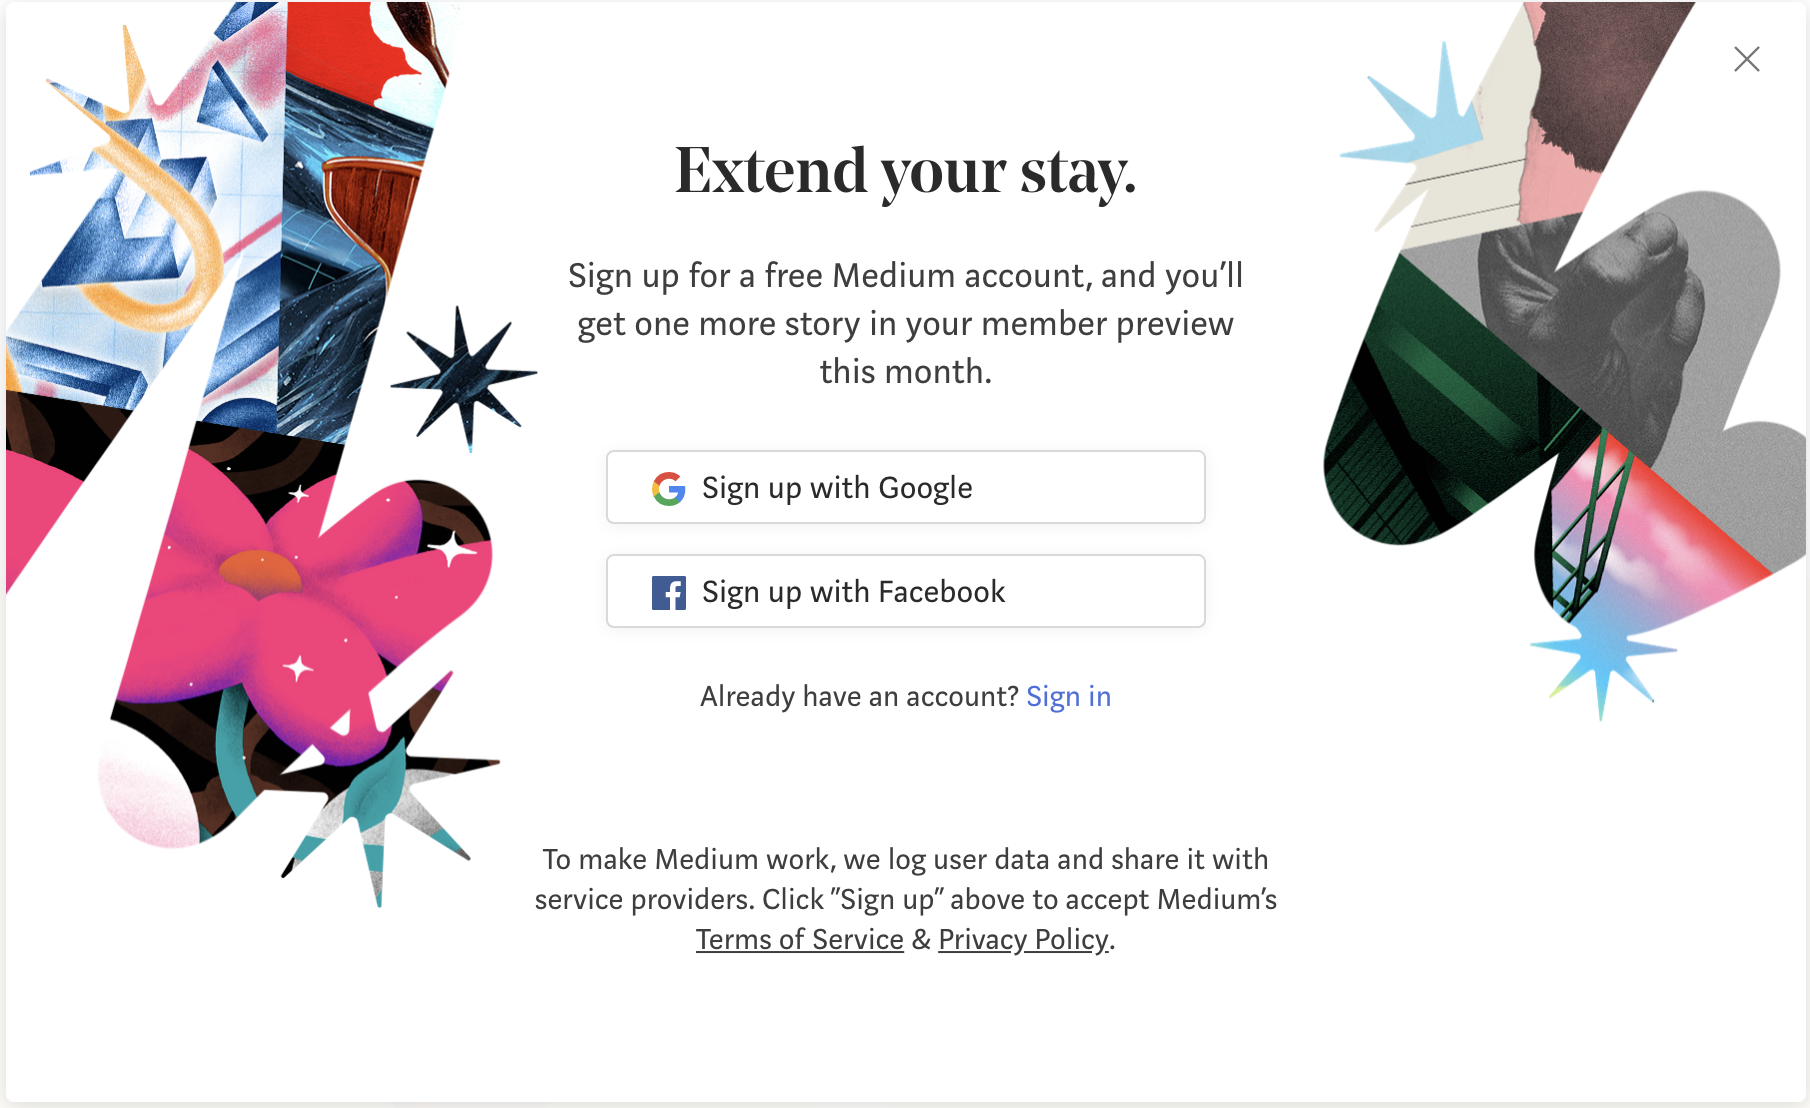 Extend your stay.
Sign up for a free Medium account, and you’ll
get one more story in your member preview
this month.
Sign up with Google
Sign up with Facebook
Already have an account? Sign in
To make Medium work, we log user data and share it with
service providers. Click ”Sign up” above to accept Medium’s
Terms of Service & Privacy Policy.